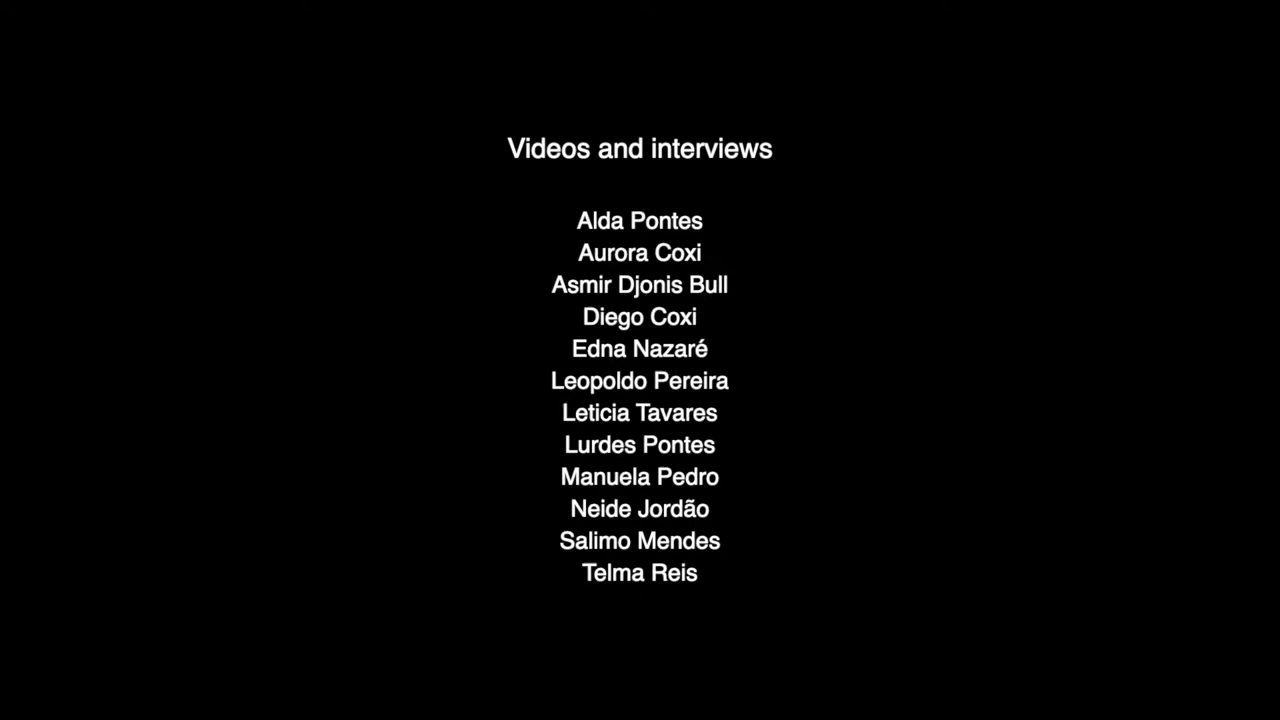 Videos and interviews
Alda Pontes
Aurora Coxi
Asmir Djonis Bull
Diego Coxi
Edna Nazaré
Leopoldo Pereira
Leticia Tavares
Lurdes Pontes
Manuela Pedro
Neide Jordão
Salimo Mendes
Telma Reis